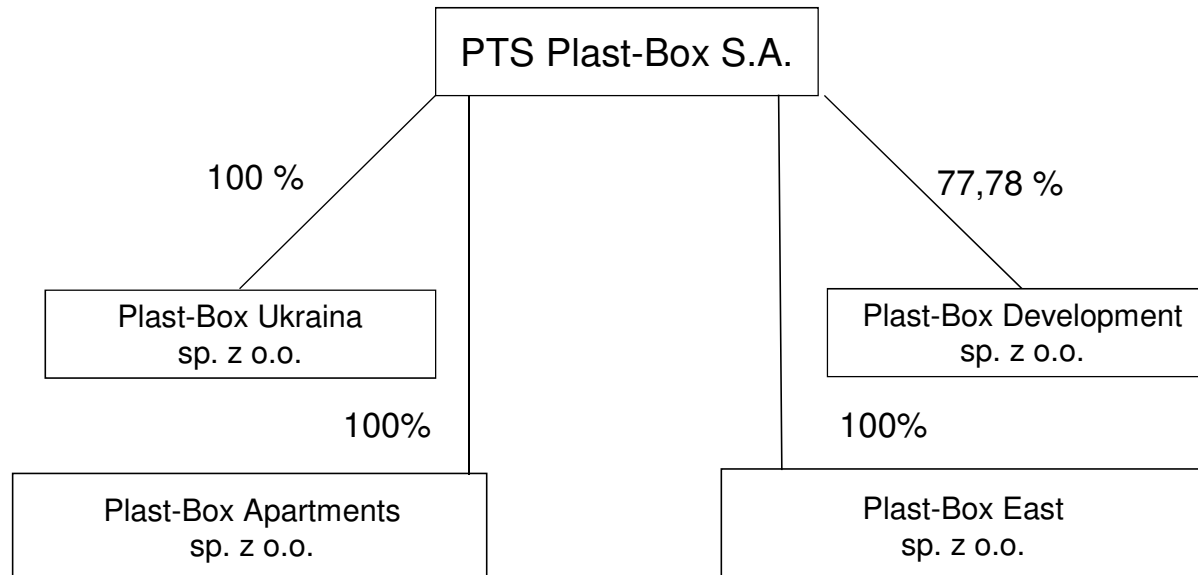 PTS Plast-Box S.A.
100 %
77,78 %
Plast-Box Ukraina
sp. z o.o.
Plast-Box Development
sp. z o.o.
100%
100%
Plast-Box Apartments
sp. z o.o.
Plast-Box East
sp. z o.o.